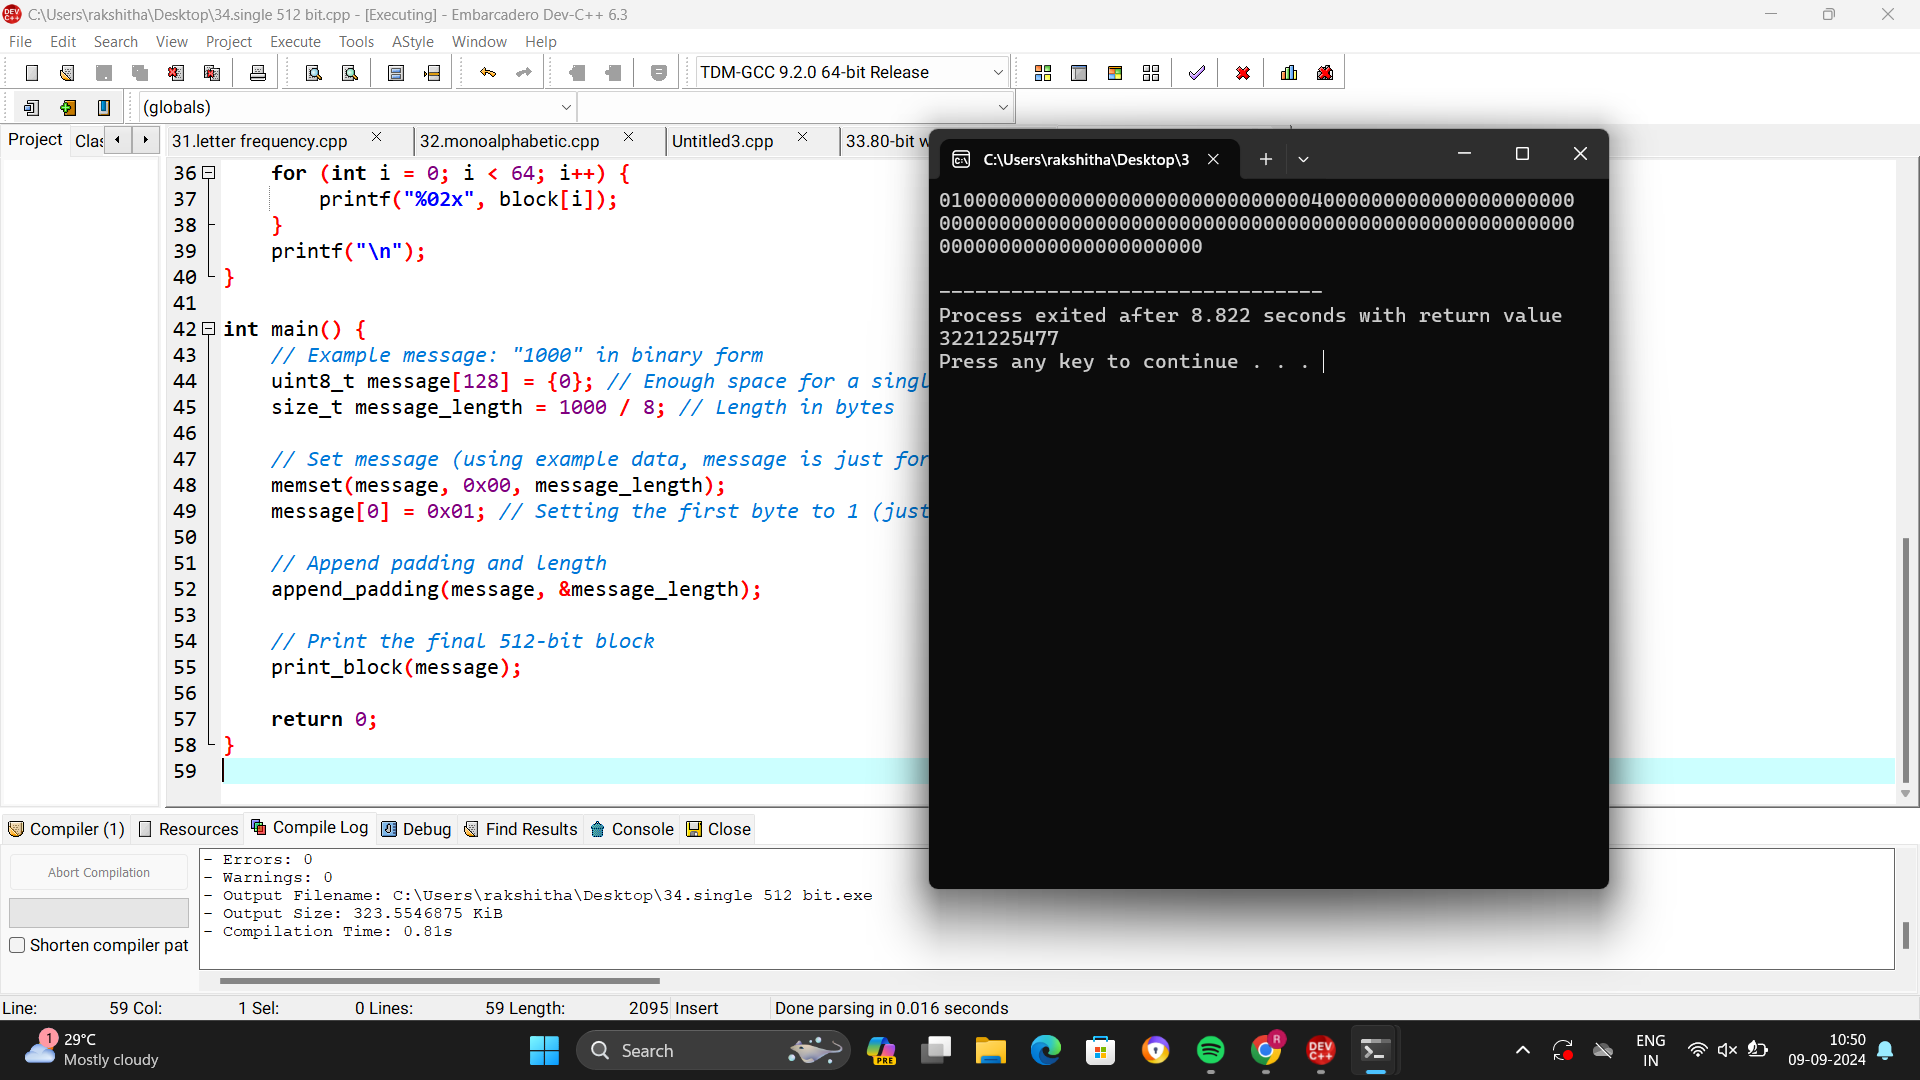 C:\Users\rakshitha\Desktop\34.single 512 bit.cpp - [Executing] - Embarcadero Dev-C++ 6.3
File Edit Search View Project Execute Tools AStyle Window Help
TDM-GCC 9.2.0 64-bit Release
(globals)
Project Clas 31.letter frequency.cpp 32.monoalphabetic.cpp Untitled3.cpp 33.80-bit w
36 for (int i = 0; i < 64; i++) {
37 printf("%02x", block[i]);
38 }
39 printf("\n");
40 }
41
42 int main() {
43 // Example message: "1000" in binary form
44 uint8_t message[128] = {0}; // Enough space for a singl
45 size_t message_length = 1000 / 8; // Length in bytes
46
47 // Set message (using example data, message is just for
48 memset(message, 0x00, message_length);
49 message[0] = 0x01; // Setting the first byte to 1 (just
50
51 // Append padding and length
52 append_padding(message, &message_length);
53
54 // Print the final 512-bit block
55 print_block(message);
56
57 return 0;
58 }
59
C:\Users\rakshitha\Desktop\3
01000000000000000000000000000004000000000000000000000
00000000000000000000000000000000000000000000000000000
0000000000000000000000
--------------------------------
Process exited after 8.822 seconds with return value
3221225477
Press any key to continue . . .
Compiler (1) Resources Compile Log Debug Find Results Console Close
Abort Compilation
Shorten compiler pat
- Errors: 0
- Warnings: 0
- Output Filename: C:\Users\rakshitha\Desktop\34.single 512 bit.exe
- Output Size: 323.5546875 KiB
- Compilation Time: 0.81s
Line: 59 Col: 1 Sel: 0 Lines: 59 Length: 2095 Insert Done parsing in 0.016 seconds
1
29°C
Mostly cloudy
Search
PRE
R
DEV C++
ENG
IN
10:50
09-09-2024